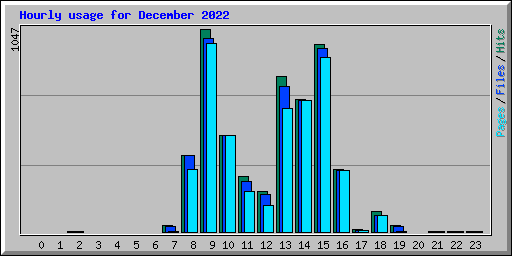 Hourly usage for December 2022
1047
Pages / Files / Hits
0 1 2 3 4 5 6 7 8 9 10 11 12 13 14 15 16 17 18 19 20 21 22 23